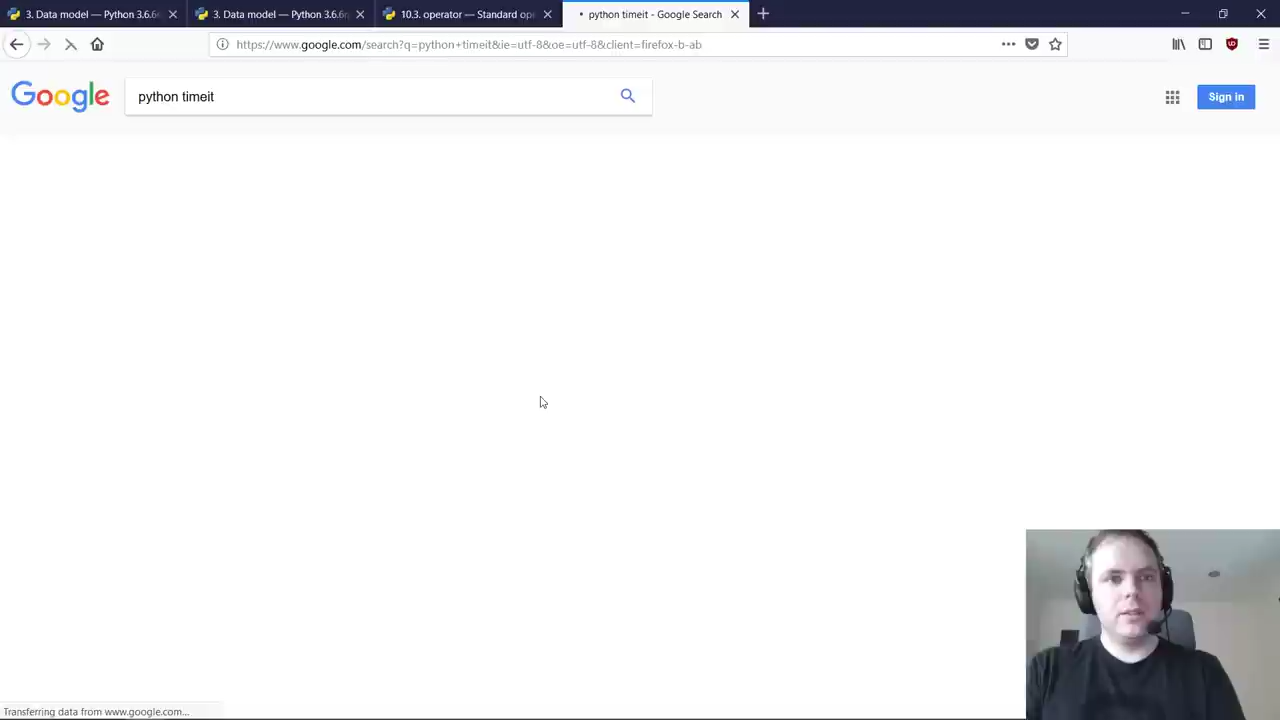 3. Data model — Python 3.6.6
3. Data model — Python 3.6.6
10.3. operator — Standard op
python timeit - Google Search
https://www.google.com/search?q=python+timeit&ie=utf-8&oe=utf-8&client=firefox-b-ab
Google
python timeit
Sign in
Transferring data from www.google.com...